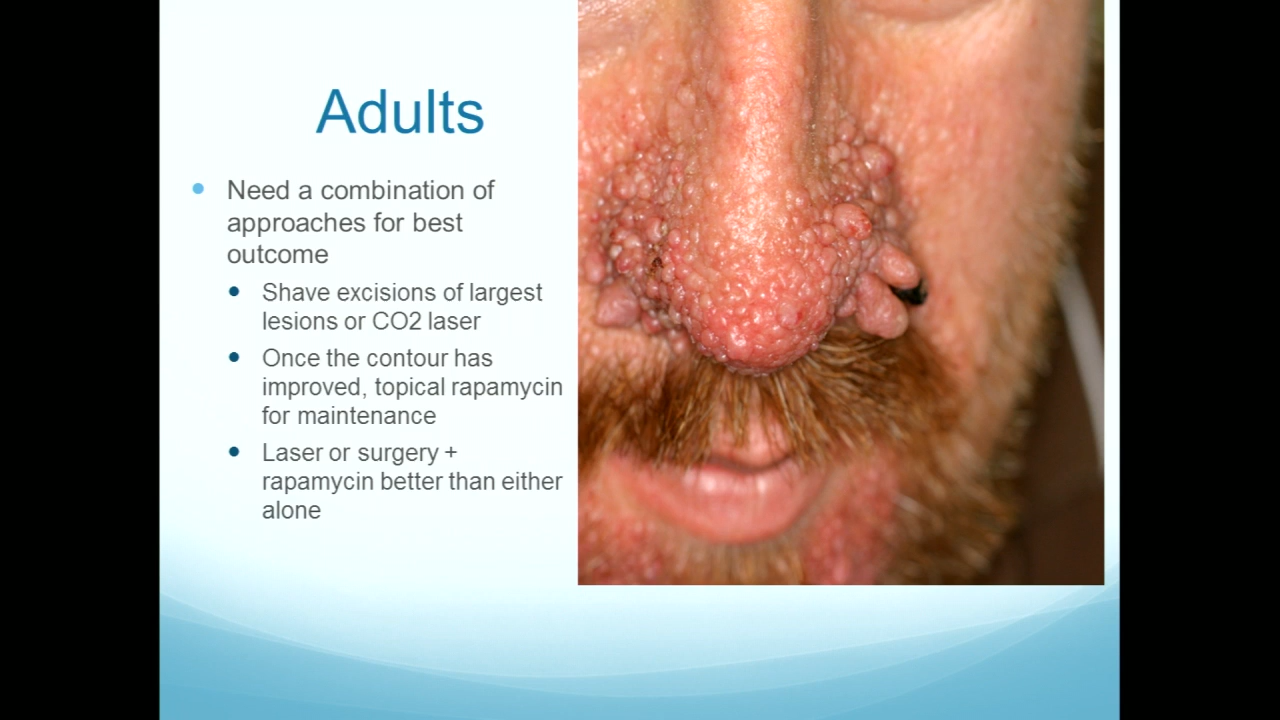 Adults
Need a combination of
approaches for best
outcome
Shave excisions of largest
lesions or CO2 laser
Once the contour has
improved, topical rapamycin
for maintenance
Laser or surgery +
rapamycin better than either
alone